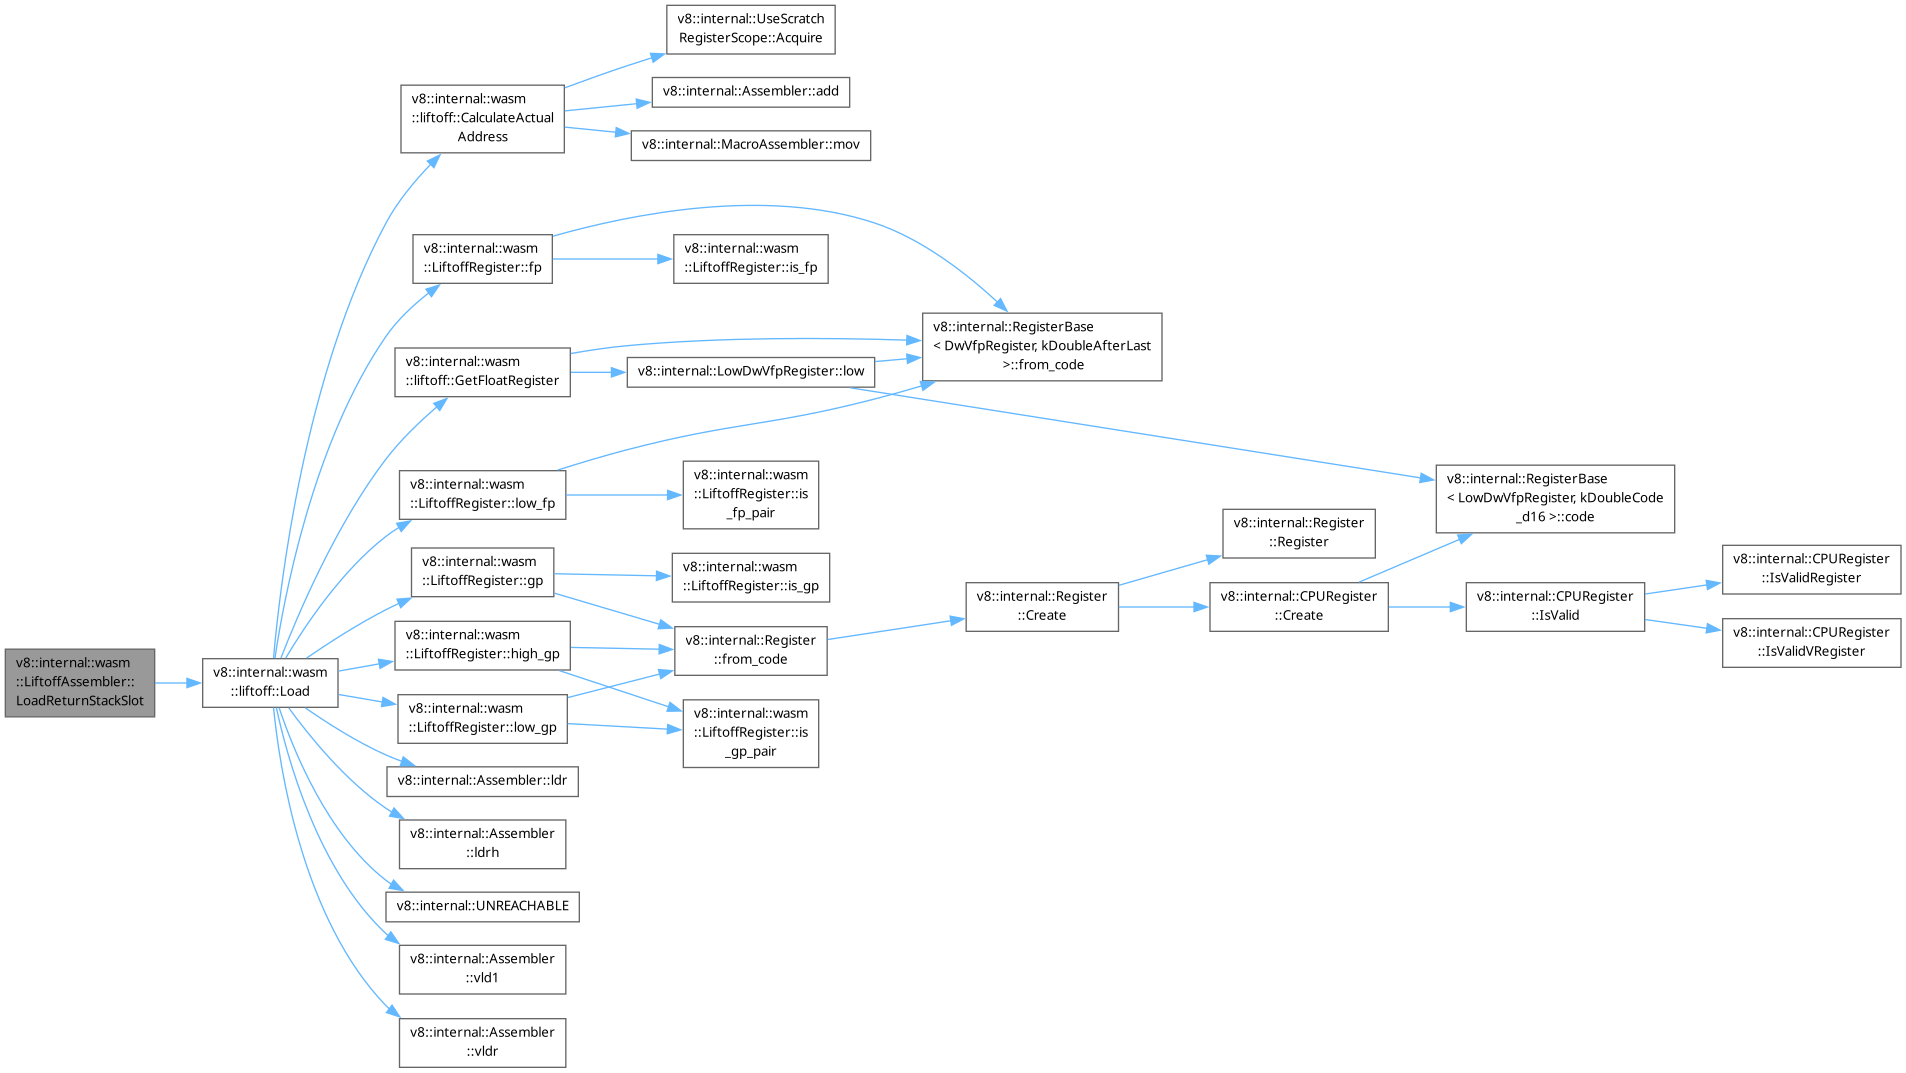 v8::internal::wasm
::LiftoffAssembler::
LoadReturnStackSlot
v8::internal::wasm
::liftoff::Load
v8::internal::wasm
::liftoff::CalculateActual
Address
v8::internal::UseScratch
RegisterScope::Acquire
v8::internal::Assembler::add
v8::internal::MacroAssembler::mov
v8::internal::wasm
::LiftoffRegister::fp
v8::internal::wasm
::LiftoffRegister::is_fp
v8::internal::RegisterBase
< DwVfpRegister, kDoubleAfterLast
>::from_code
v8::internal::wasm
::liftoff::GetFloatRegister
v8::internal::LowDwVfpRegister::low
v8::internal::RegisterBase
< LowDwVfpRegister, kDoubleCode
_d16 >::code
v8::internal::wasm
::LiftoffRegister::low_fp
v8::internal::wasm
::LiftoffRegister::is
_fp_pair
v8::internal::wasm
::LiftoffRegister::gp
v8::internal::wasm
::LiftoffRegister::is_gp
v8::internal::Register
::from_code
v8::internal::Register
::Create
v8::internal::Register
::Register
v8::internal::CPURegister
::Create
v8::internal::CPURegister
::IsValid
v8::internal::CPURegister
::IsValidRegister
v8::internal::CPURegister
::IsValidVRegister
v8::internal::wasm
::LiftoffRegister::high_gp
v8::internal::wasm
::LiftoffRegister::is
_gp_pair
v8::internal::wasm
::LiftoffRegister::low_gp
v8::internal::Assembler::ldr
v8::internal::Assembler
::ldrh
v8::internal::UNREACHABLE
v8::internal::Assembler
::vld1
v8::internal::Assembler
::vldr